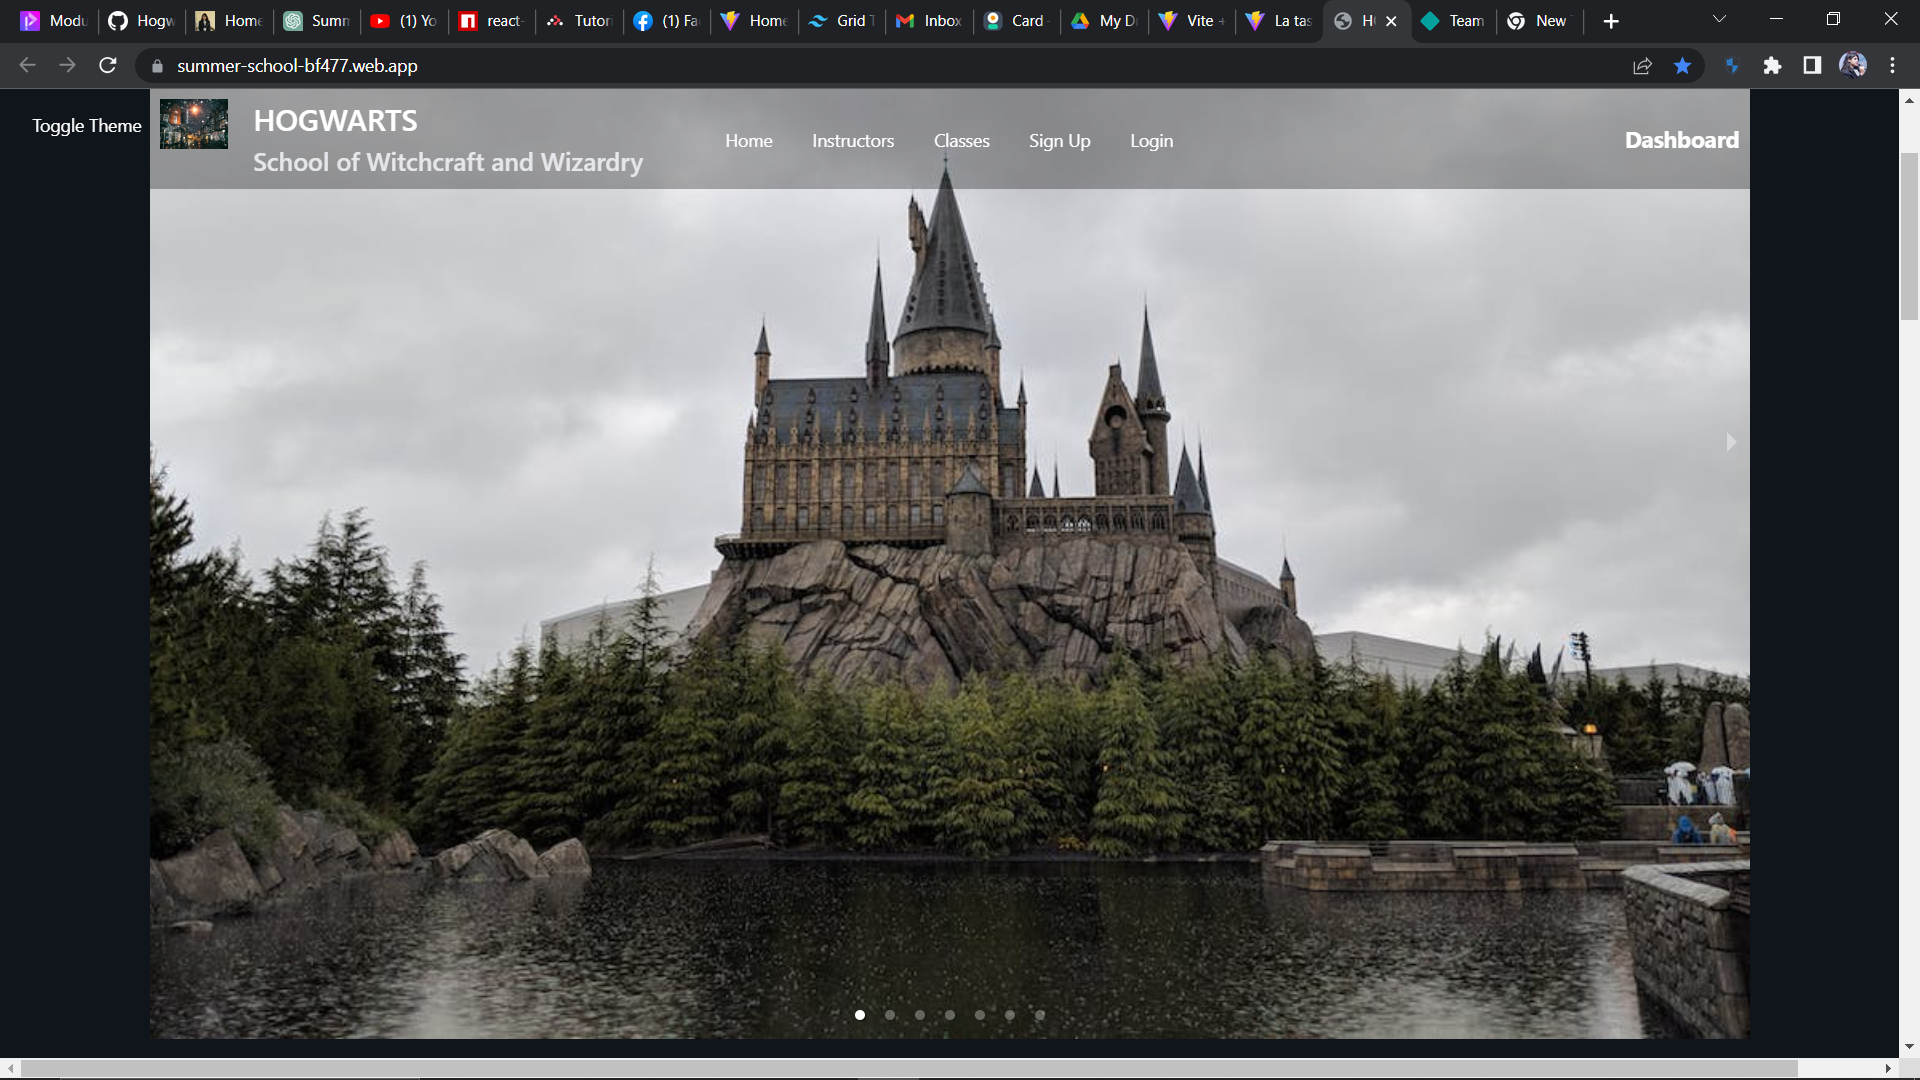 Modu
Hogw
Home
Summ
(1) Yo
react-
Tutori
(1) Fa
Home
Grid T
Inbox
Card -
My D
Vite +
La tas
H
Team
New
summer-school-bf477.web.app
Toggle Theme
HOGWARTS
School of Witchcraft and Wizardry
Home
Instructors
Classes
Sign Up
Login
Dashboard